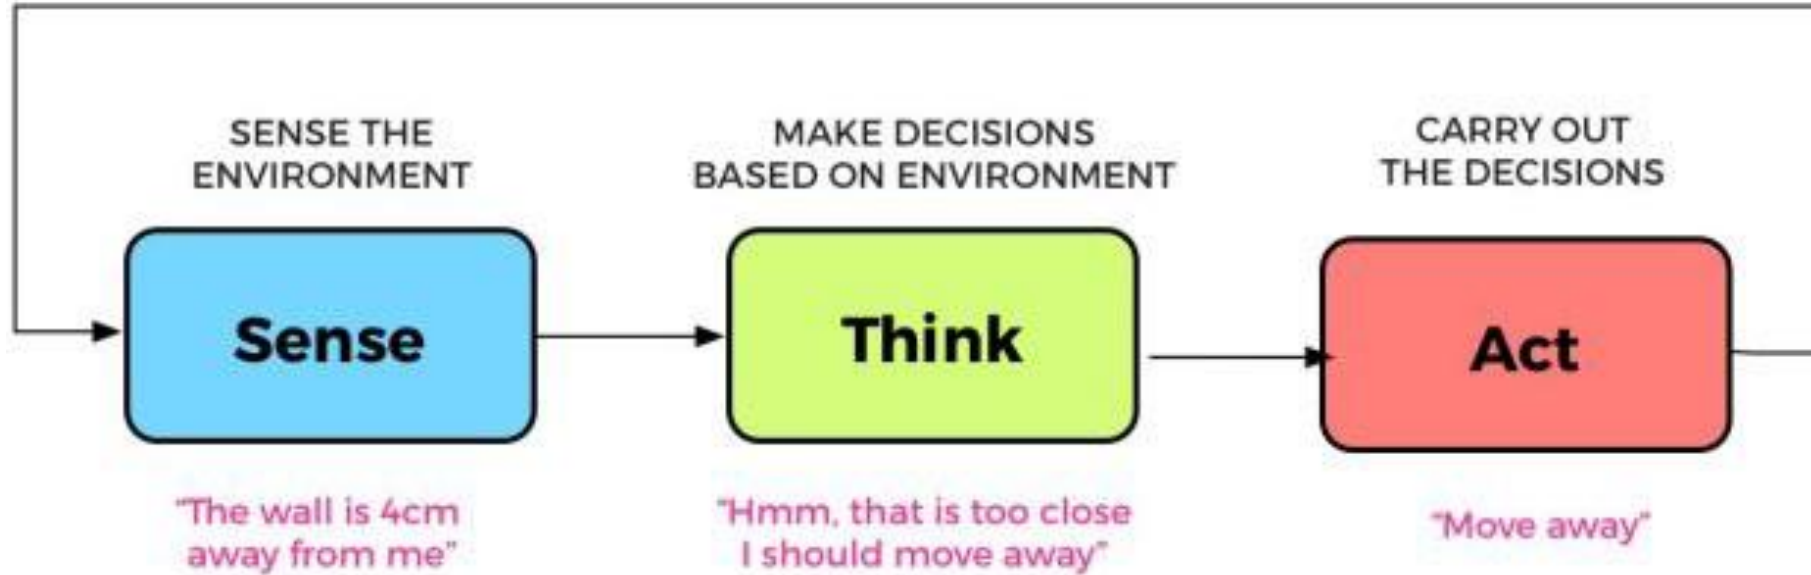 SENSE THE
ENVIRONMENT
Sense
"The wall is 4cm
away from me"
MAKE DECISIONS
BASED ON ENVIRONMENT
Think
"Hmm, that is too close
I should move away"
CARRY OUT
THE DECISIONS
Act
"Move away"